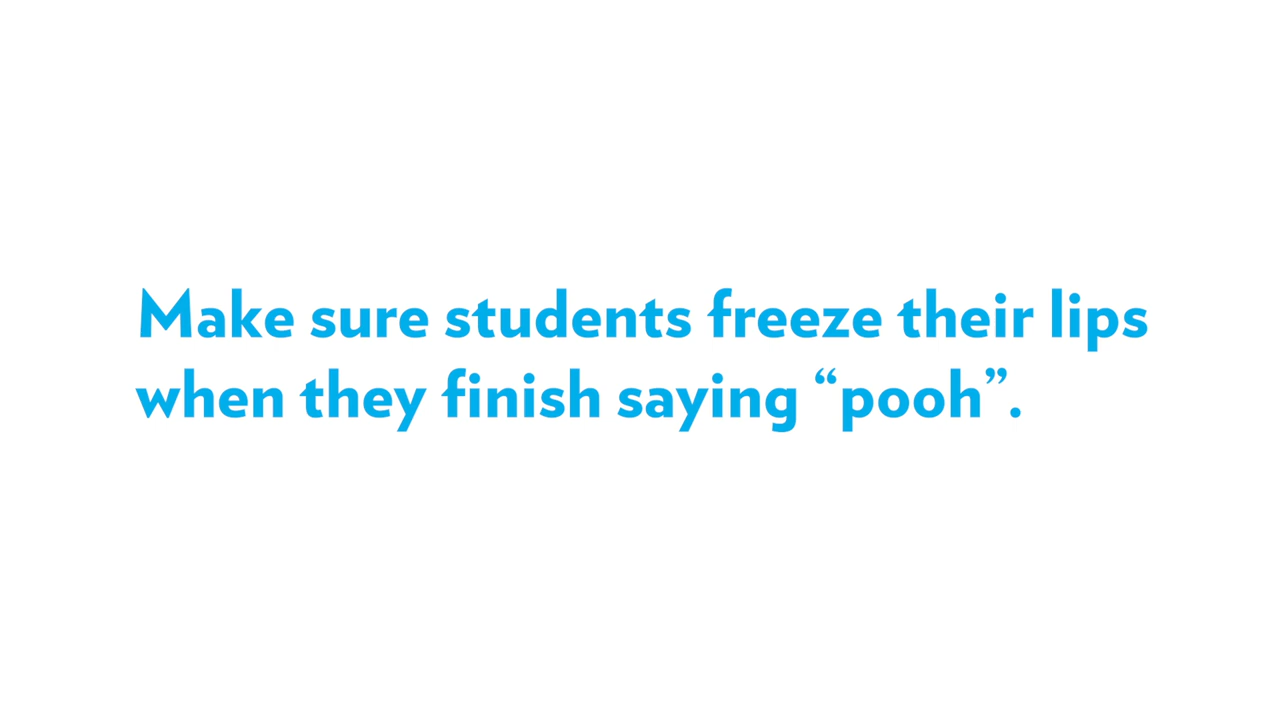 Make sure students freeze their lips
when they finish saying “pooh”.